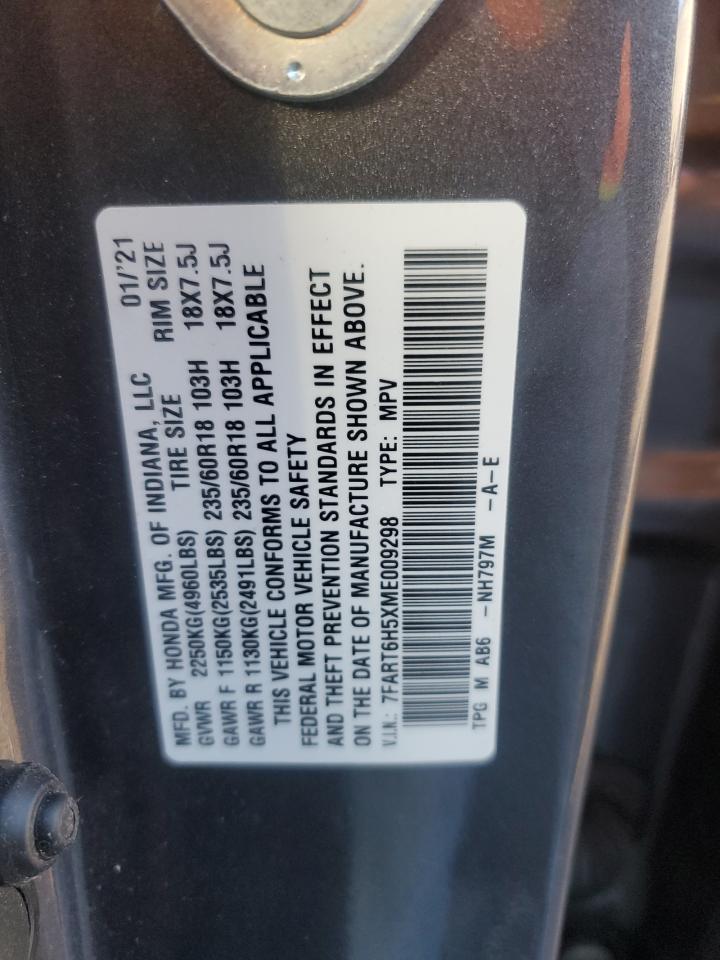 MFD. BY HONDA MFG. OF INDIANA, LLC 01/'21
GVWR 2250KG(4960LBS) TIRE SIZE RIM SIZE
GAWR F 1150KG(2535LBS) 235/60R18 103H 18X7.5J
GAWR R 1130KG(2491LBS) 235/60R18 103H 18X7.5J
THIS VEHICLE CONFORMS TO ALL APPLICABLE
FEDERAL MOTOR VEHICLE SAFETY
AND THEFT PREVENTION STANDARDS IN EFFECT
ON THE DATE OF MANUFACTURE SHOWN ABOVE.
V.I.N.: 7FART6H5XME009298 TYPE: MPV
TPG M AB6 -NH797M -A-E